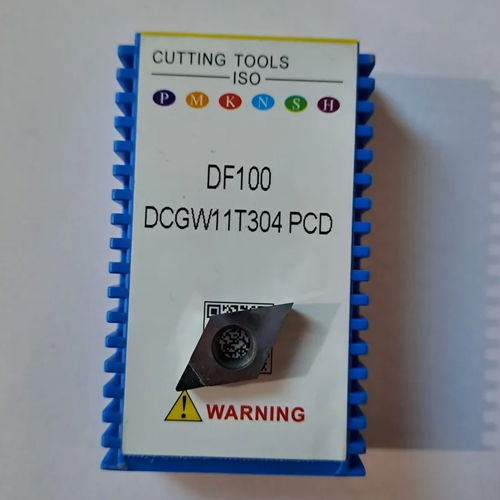 CUTTING TOOLS
ISO
P M K N S H
DF100
DCGW11T304 PCD
WARNING